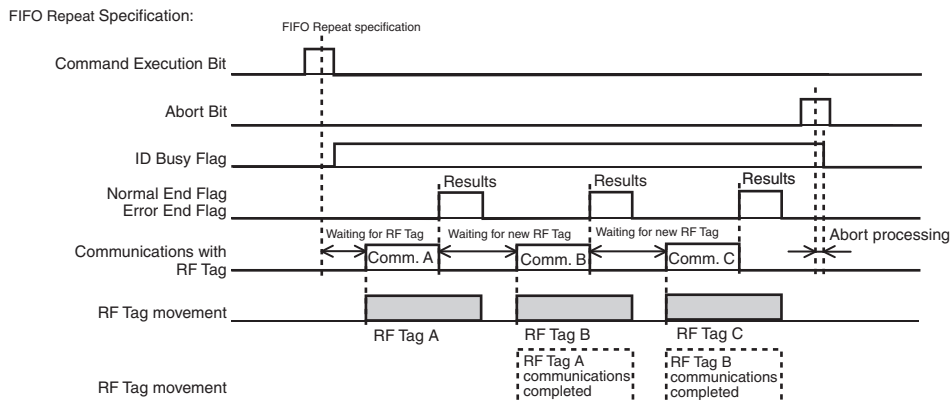 FIFO Repeat Specification:
FIFO Repeat specification
Command Execution Bit
Abort Bit
ID Busy Flag
Normal End Flag
Error End Flag
Results
Results
Results
Communications with
RF Tag
Waiting for RF Tag
Waiting for new RF Tag
Waiting for new RF Tag
Abort processing
Comm. A
Comm. B
Comm. C
RF Tag movement
RF Tag A
RF Tag B
RF Tag C
RF Tag movement
RF Tag A
communications
completed
RF Tag B
communications
completed